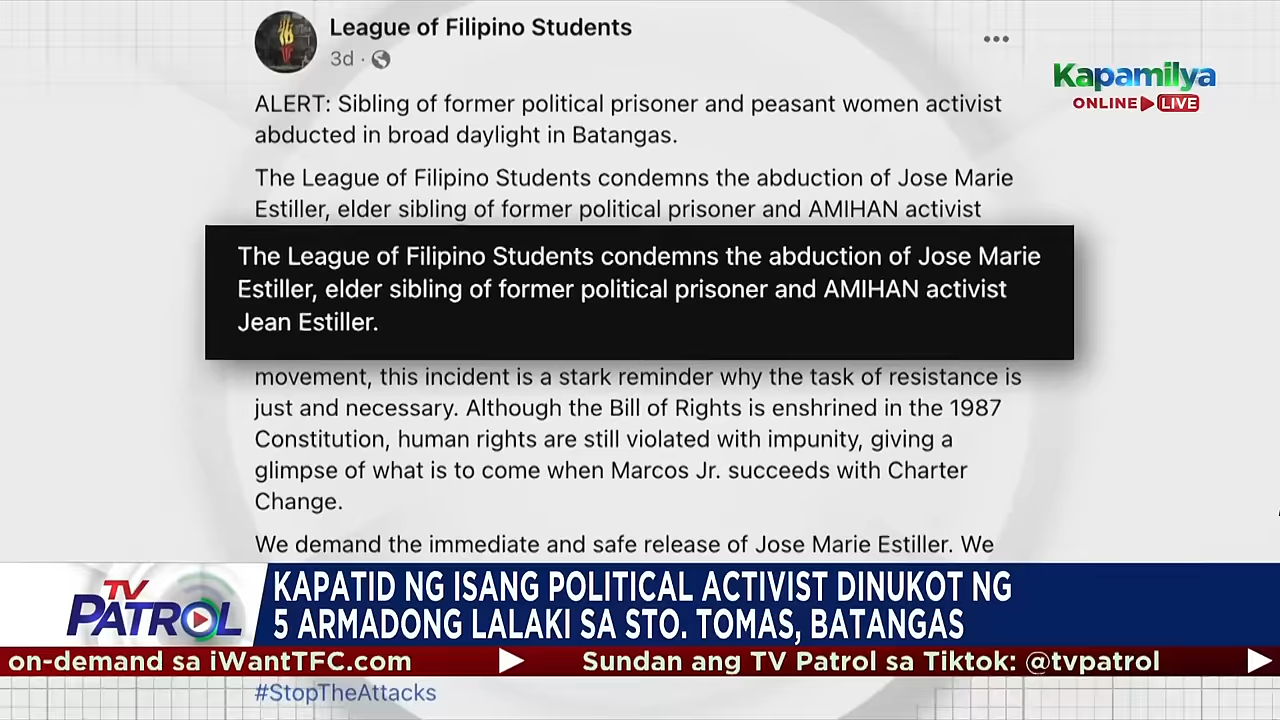 League of Filipino Students
3d ·
Kapamilya
ONLINE LIVE
ALERT: Sibling of former political prisoner and peasant women activist
abducted in broad daylight in Batangas.
The League of Filipino Students condemns the abduction of Jose Marie
Estiller, elder sibling of former political prisoner and AMIHAN activist
The League of Filipino Students condemns the abduction of Jose Marie
Estiller, elder sibling of former political prisoner and AMIHAN activist
Jean Estiller.
movement, this incident is a stark reminder why the task of resistance is
just and necessary. Although the Bill of Rights is enshrined in the 1987
Constitution, human rights are still violated with impunity, giving a
glimpse of what is to come when Marcos Jr. succeeds with Charter
Change.
We demand the immediate and safe release of Jose Marie Estiller. We
TV
PATROL
KAPATID NG ISANG POLITICAL ACTIVIST DINUKOT NG
5 ARMADONG LALAKI SA STO. TOMAS, BATANGAS
on-demand sa iWantTFC.com
Sundan ang TV Patrol sa Tiktok: @tvpatrol
#StopTheAttacks